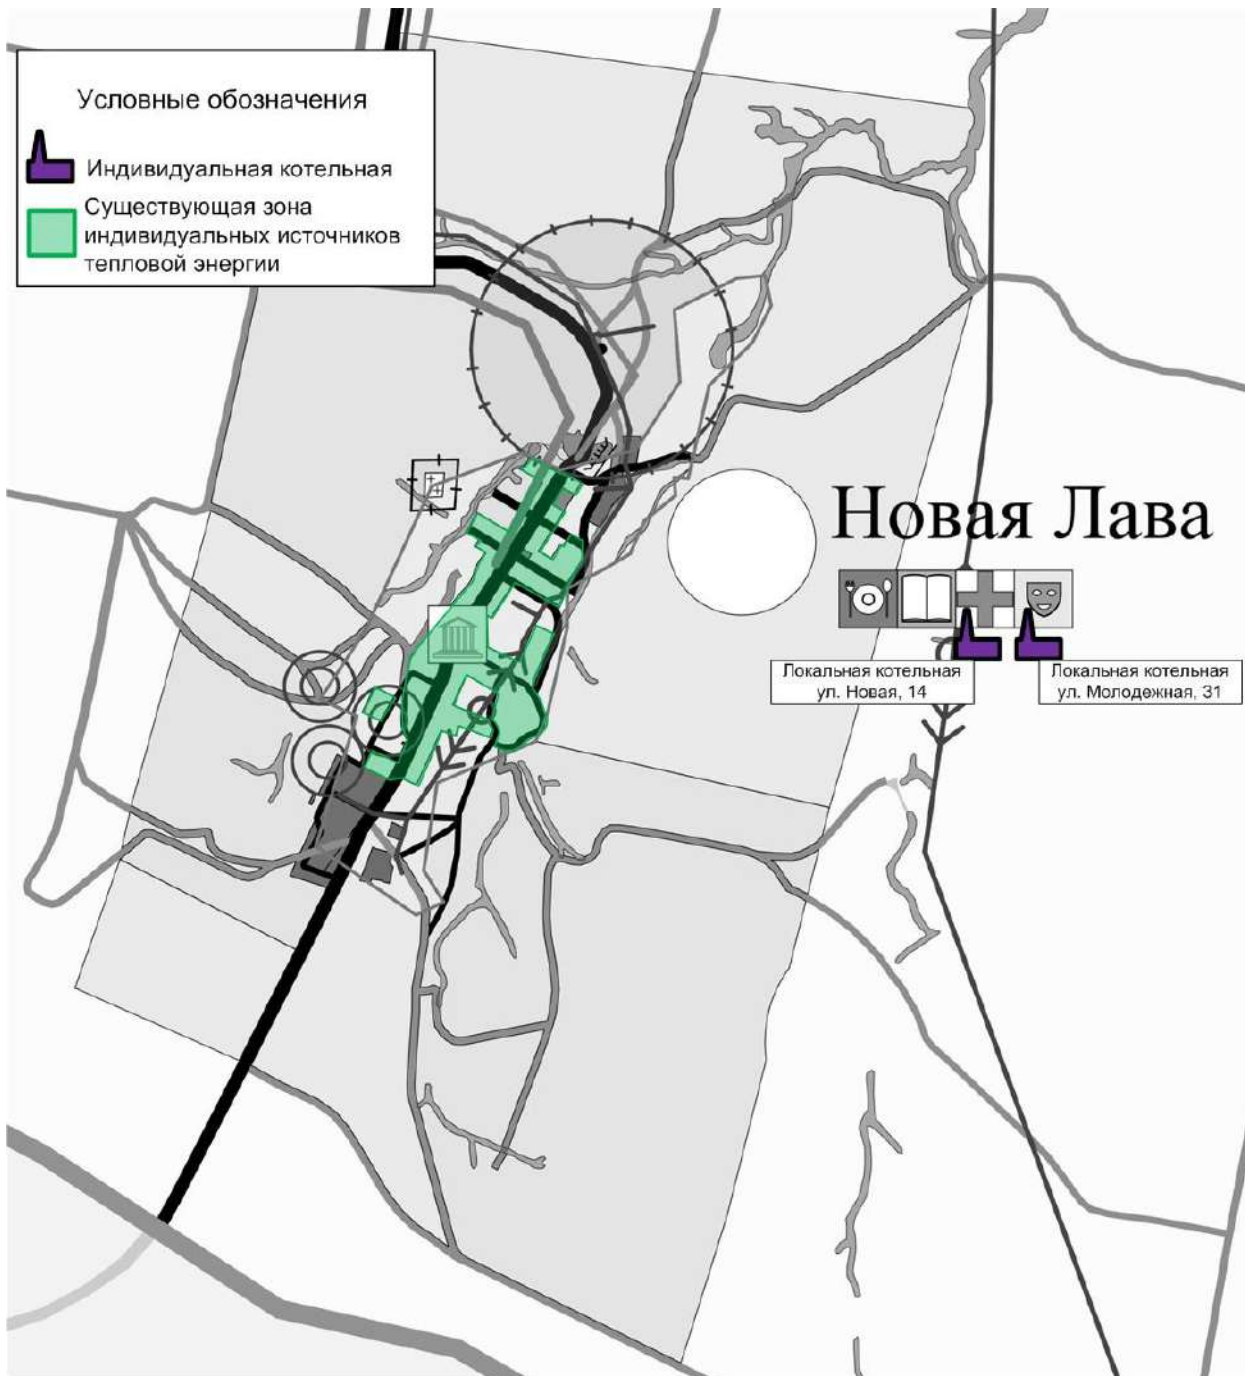 Условные обозначения
Индивидуальная котельная
Существующая зона
индивидуальных источников
тепловой энергии
Новая Лава
Локальная котельная
ул. Новая, 14
Локальная котельная
ул. Молодежная, 31